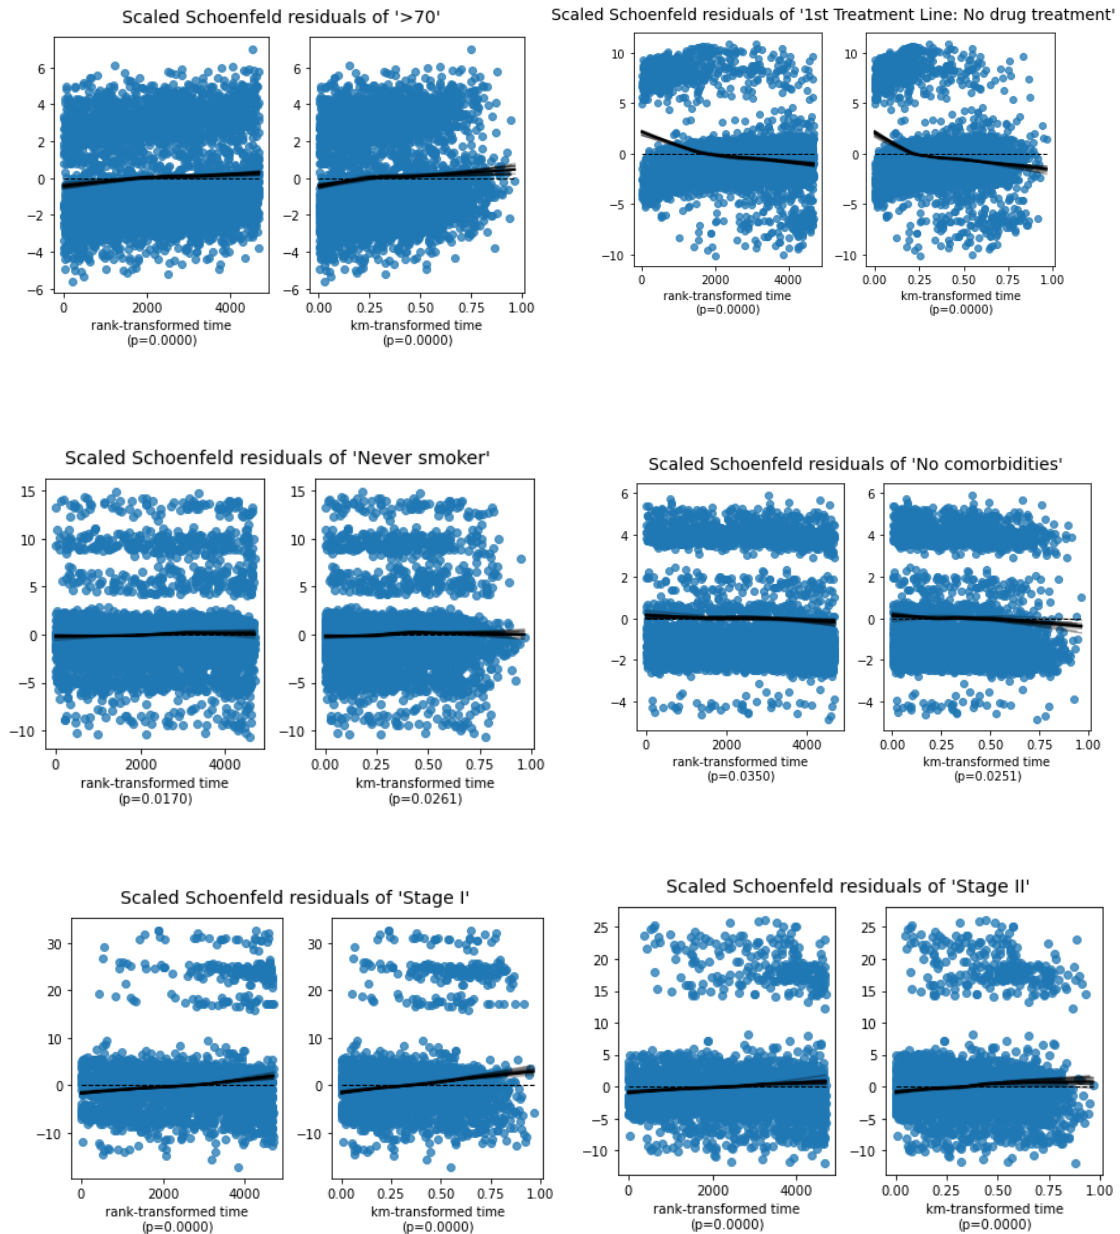 Scaled Schoenfeld residuals of '>70'
6
4
2
0
−2
−4
−6
0 2000 4000
rank-transformed time
(p=0.0000)
0.00 0.25 0.50 0.75 1.00
km-transformed time
(p=0.0000)
Scaled Schoenfeld residuals of '1st Treatment Line: No drug treatment'
10
5
0
−5
−10
0 2000 4000
rank-transformed time
(p=0.0000)
10
5
0
−5
−10
0.00 0.25 0.50 0.75 1.00
km-transformed time
(p=0.0000)
Scaled Schoenfeld residuals of 'Never smoker'
15
10
5
0
−5
−10
0 2000 4000
rank-transformed time
(p=0.0170)
15
10
5
0
−5
−10
0.00 0.25 0.50 0.75 1.00
km-transformed time
(p=0.0261)
Scaled Schoenfeld residuals of 'No comorbidities'
6
4
2
0
−2
−4
0 2000 4000
rank-transformed time
(p=0.0350)
6
4
2
0
−2
−4
0.00 0.25 0.50 0.75 1.00
km-transformed time
(p=0.0251)
Scaled Schoenfeld residuals of 'Stage I'
30
20
10
0
−10
0 2000 4000
rank-transformed time
(p=0.0000)
30
20
10
0
−10
0.00 0.25 0.50 0.75 1.00
km-transformed time
(p=0.0000)
Scaled Schoenfeld residuals of 'Stage II'
25
20
15
10
5
0
−5
−10
0 2000 4000
rank-transformed time
(p=0.0000)
25
20
15
10
5
0
−5
−10
0.00 0.25 0.50 0.75 1.00
km-transformed time
(p=0.0000)